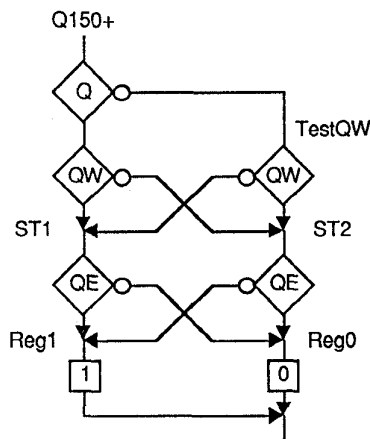 Q150+
Q
TestQW
QW QW
ST1 ST2
QE QE
Reg1 Reg0
1 0